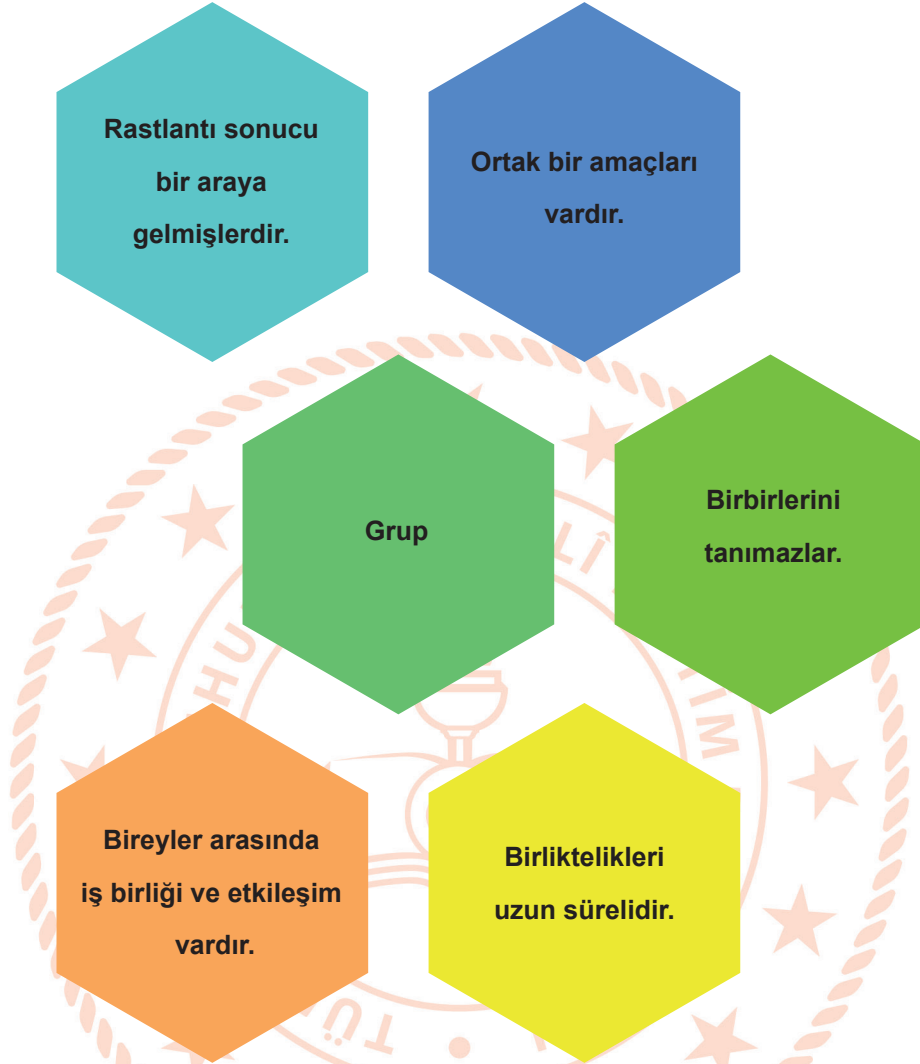 Rastlantı sonucu
bir araya
gelmişlerdir.
Ortak bir amaçları
vardır.
Grup
Birbirlerini
tanımazlar.
Bireyler arasında
iş birliği ve etkileşim
vardır.
Birliktelikleri
uzun sürelidir.